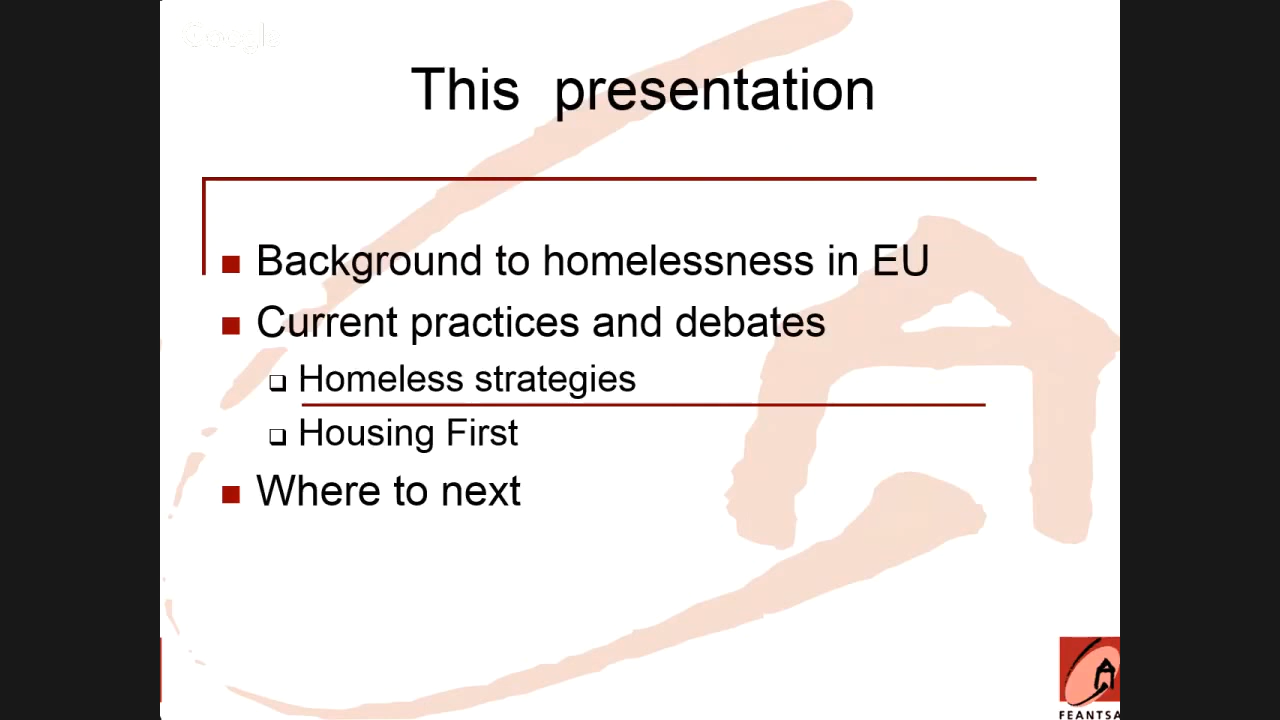 Google
This presentation
Background to homelessness in EU
Current practices and debates
Homeless strategies
Housing First
Where to next
FEANTSA